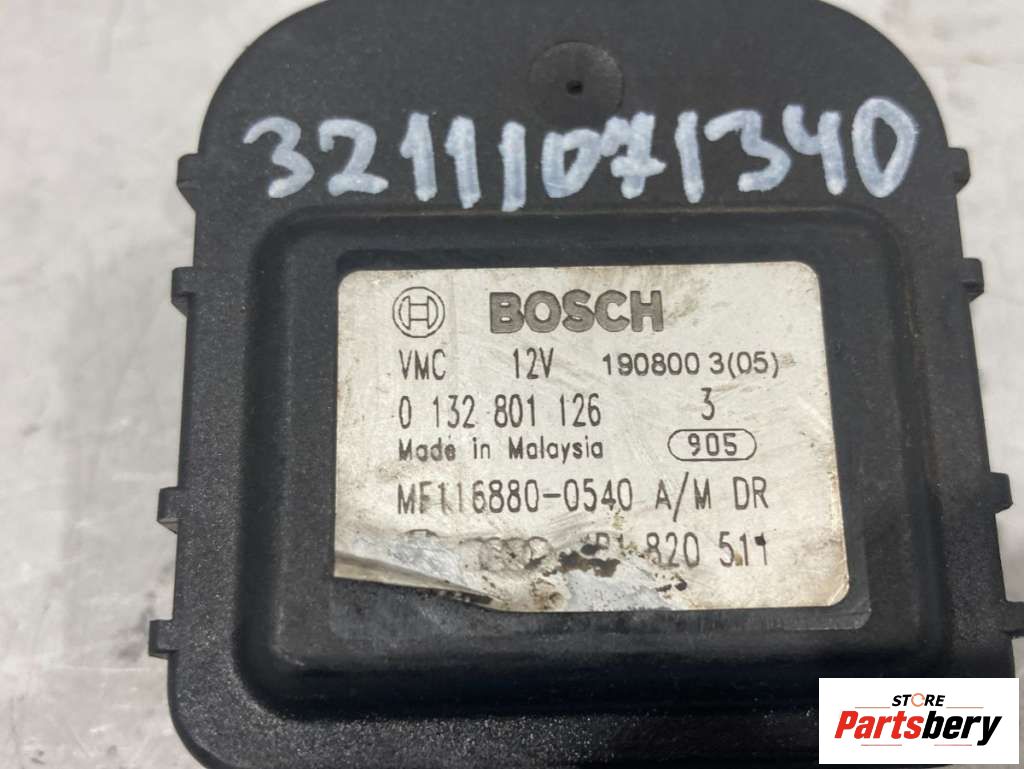 32111071340
BOSCH
VMC 12V 190800 3(05)
0 132 801 126 3
Made in Malaysia 905
MF116880-0540 A/M DR
820 511
STORE
Partsbery